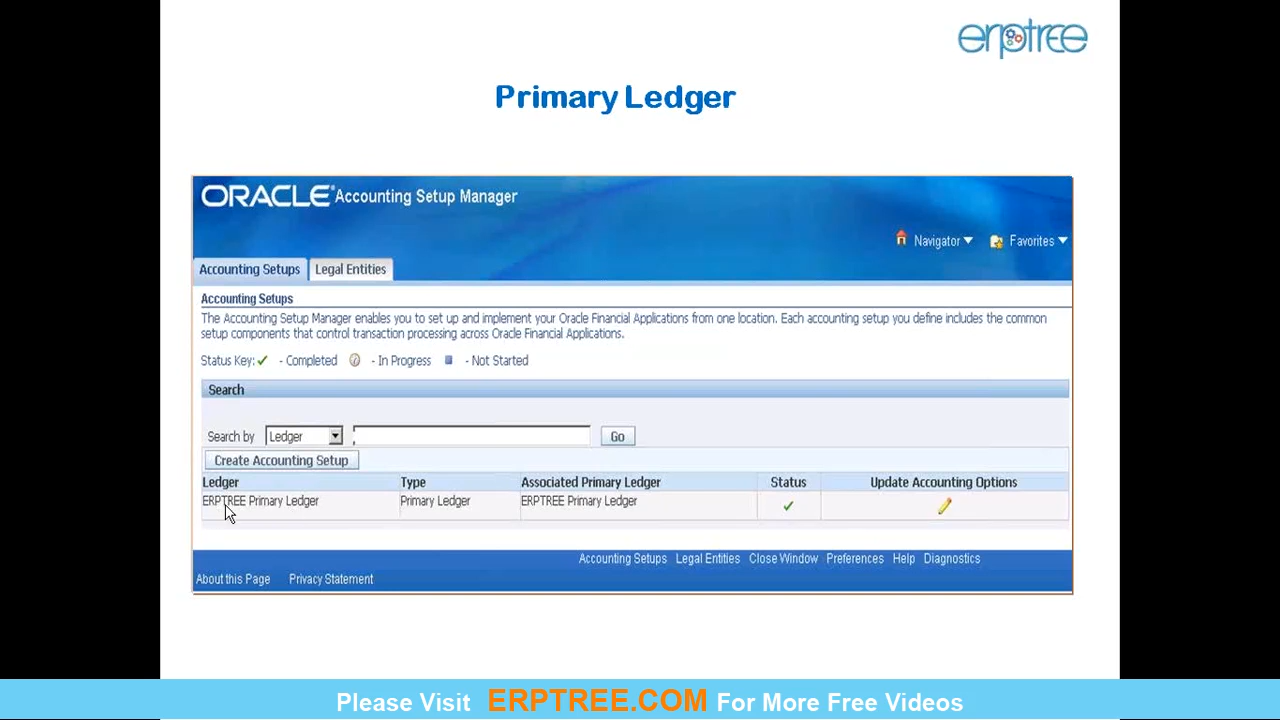 erptree
Primary Ledger
ORACLE® Accounting Setup Manager
Navigator Favorites
Accounting Setups Legal Entities
Accounting Setups
The Accounting Setup Manager enables you to set up and implement your Oracle Financial Applications from one location. Each accounting setup you define includes the common
setup components that control transaction processing across Oracle Financial Applications.
Status Key: - Completed - In Progress - Not Started
Search
Search by Ledger Go
Create Accounting Setup
Ledger Type Associated Primary Ledger Status Update Accounting Options
ERPTREE Primary Ledger Primary Ledger ERPTREE Primary Ledger
Accounting Setups Legal Entities Close Window Preferences Help Diagnostics
About this Page Privacy Statement
Please Visit ERPTREE.COM For More Free Videos